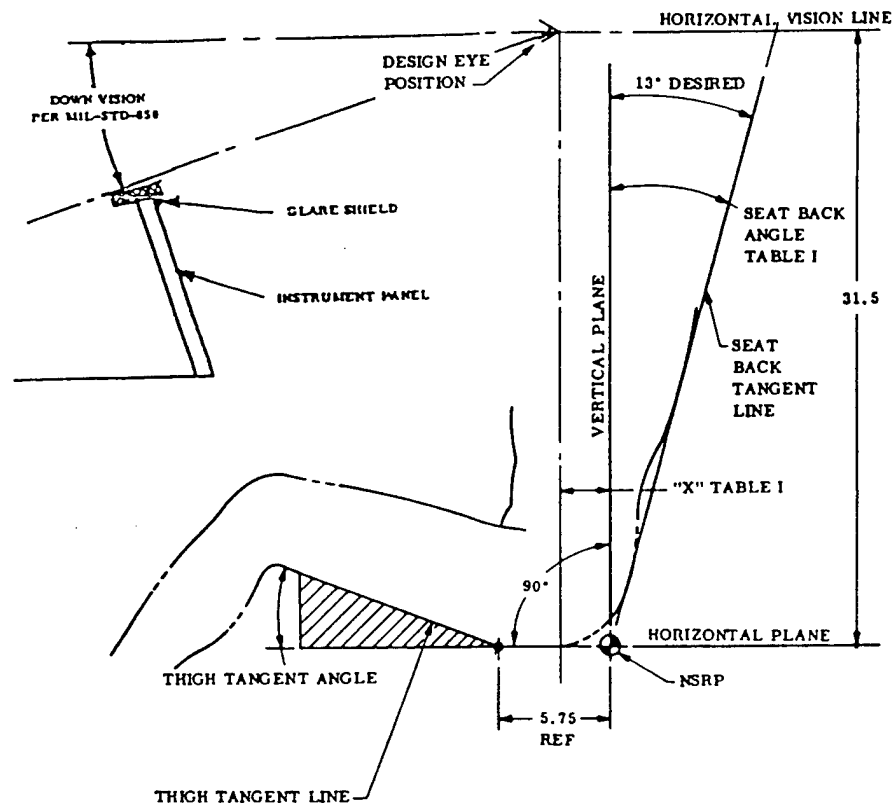 HORIZONTAL VISION LINE
DESIGN EYE
POSITION
DOWN VISION
PER MIL-STD-850
13° DESIRED
GLARE SHIELD
SEAT BACK
ANGLE
TABLE I
INSTRUMENT PANEL
VERTICAL PLANE
31.5
SEAT
BACK
TANGENT
LINE
"X" TABLE I
90°
HORIZONTAL PLANE
THIGH TANGENT ANGLE
NSRP
5.75
REF
THIGH TANGENT LINE